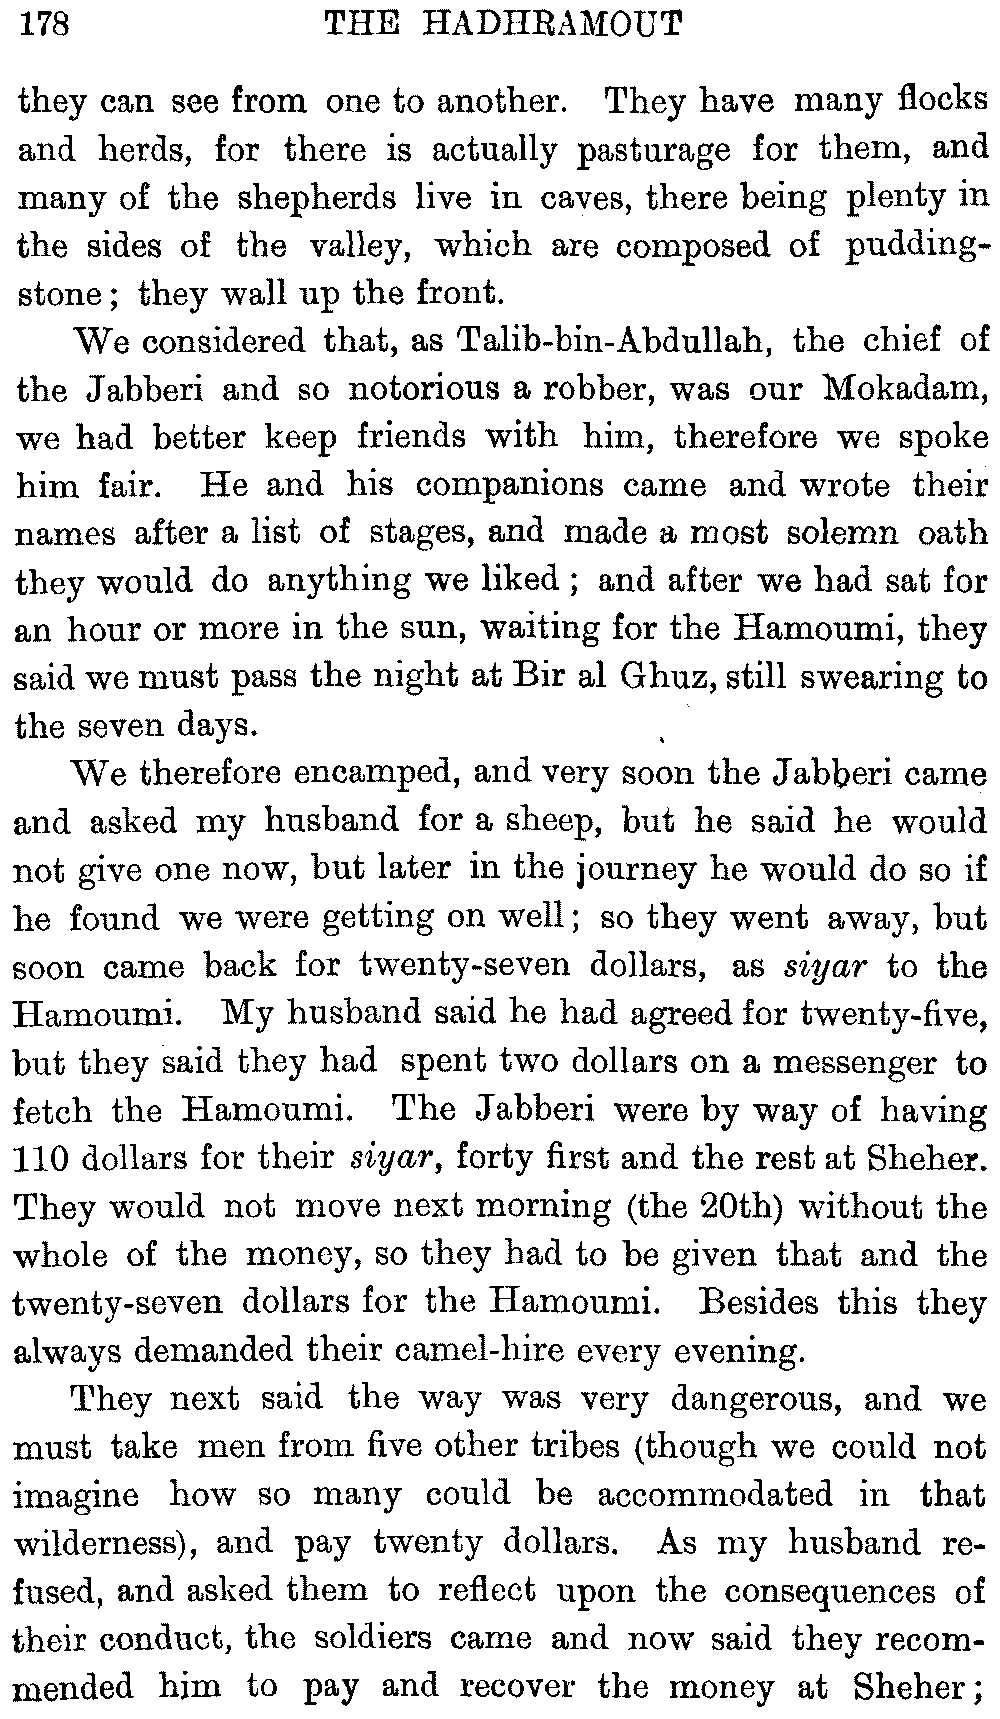 178 THE HADHRAMOUT
they can see from one to another. They have many flocks
and herds, for there is actually pasturage for them, and
many of the shepherds live in caves, there being plenty in
the sides of the valley, which are composed of pudding-
stone; they wall up the front.
We considered that, as Talib-bin-Abdullah, the chief of
the Jabberi and so notorious a robber, was our Mokadam,
we had better keep friends with him, therefore we spoke
him fair. He and his companions came and wrote their
names after a list of stages, and made a most solemn oath
they would do anything we liked; and after we had sat for
an hour or more in the sun, waiting for the Hamoumi, they
said we must pass the night at Bir al Ghuz, still swearing to
the seven days.
We therefore encamped, and very soon the Jabberi came
and asked my husband for a sheep, but he said he would
not give one now, but later in the journey he would do so if
he found we were getting on well; so they went away, but
soon came back for twenty-seven dollars, as siyar to the
Hamoumi. My husband said he had agreed for twenty-five,
but they said they had spent two dollars on a messenger to
fetch the Hamoumi. The Jabberi were by way of having
110 dollars for their siyar, forty first and the rest at Sheher.
They would not move next morning (the 20th) without the
whole of the money, so they had to be given that and the
twenty-seven dollars for the Hamoumi. Besides this they
always demanded their camel-hire every evening.
They next said the way was very dangerous, and we
must take men from five other tribes (though we could not
imagine how so many could be accommodated in that
wilderness), and pay twenty dollars. As my husband re-
fused, and asked them to reflect upon the consequences of
their conduct, the soldiers came and now said they recom-
mended him to pay and recover the money at Sheher;